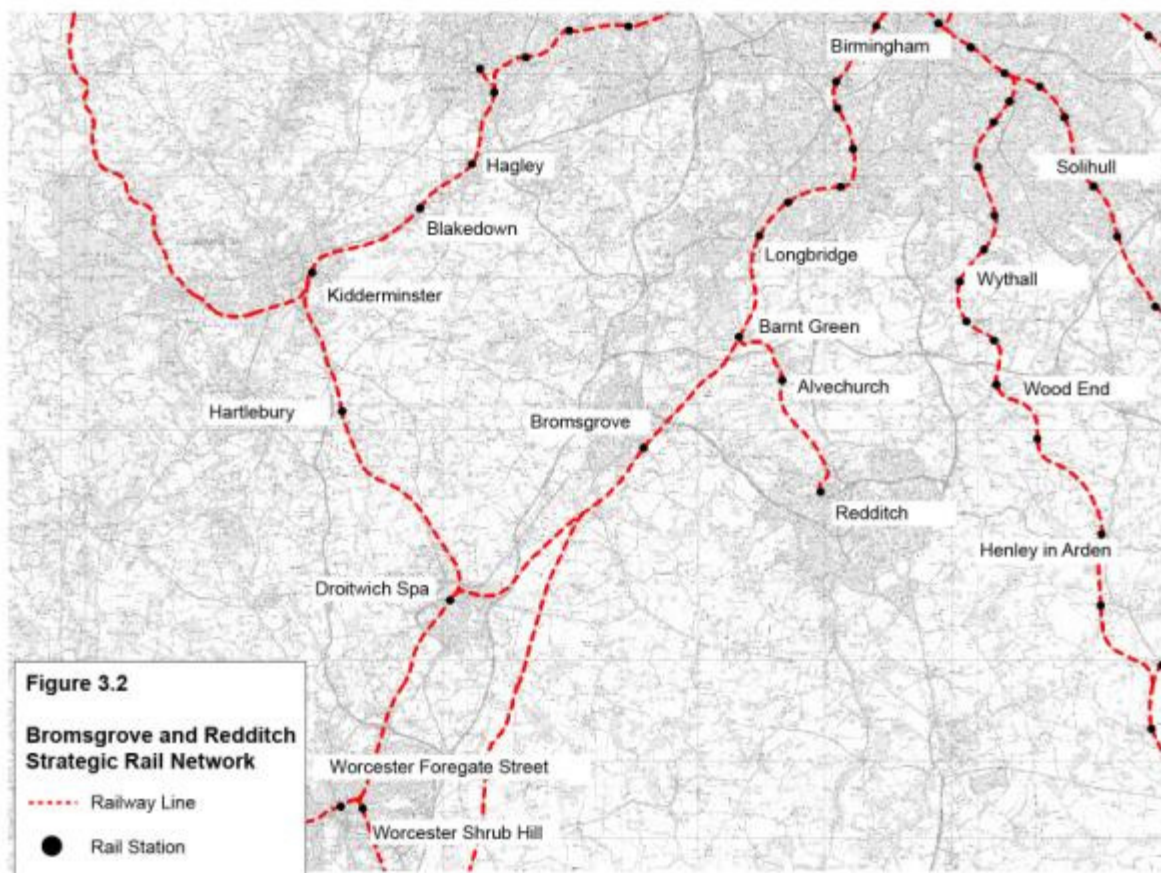 Birmingham
Hagley
Solihull
Blakedown
Longbridge
Wythall
Kidderminster
Barnt Green
Alvechurch
Wood End
Hartlebury
Bromsgrove
Redditch
Henley in Arden
Droitwich Spa
Figure 3.2
Bromsgrove and Redditch
Strategic Rail Network
Railway Line
Rail Station
Worcester Foregate Street
Worcester Shrub Hill